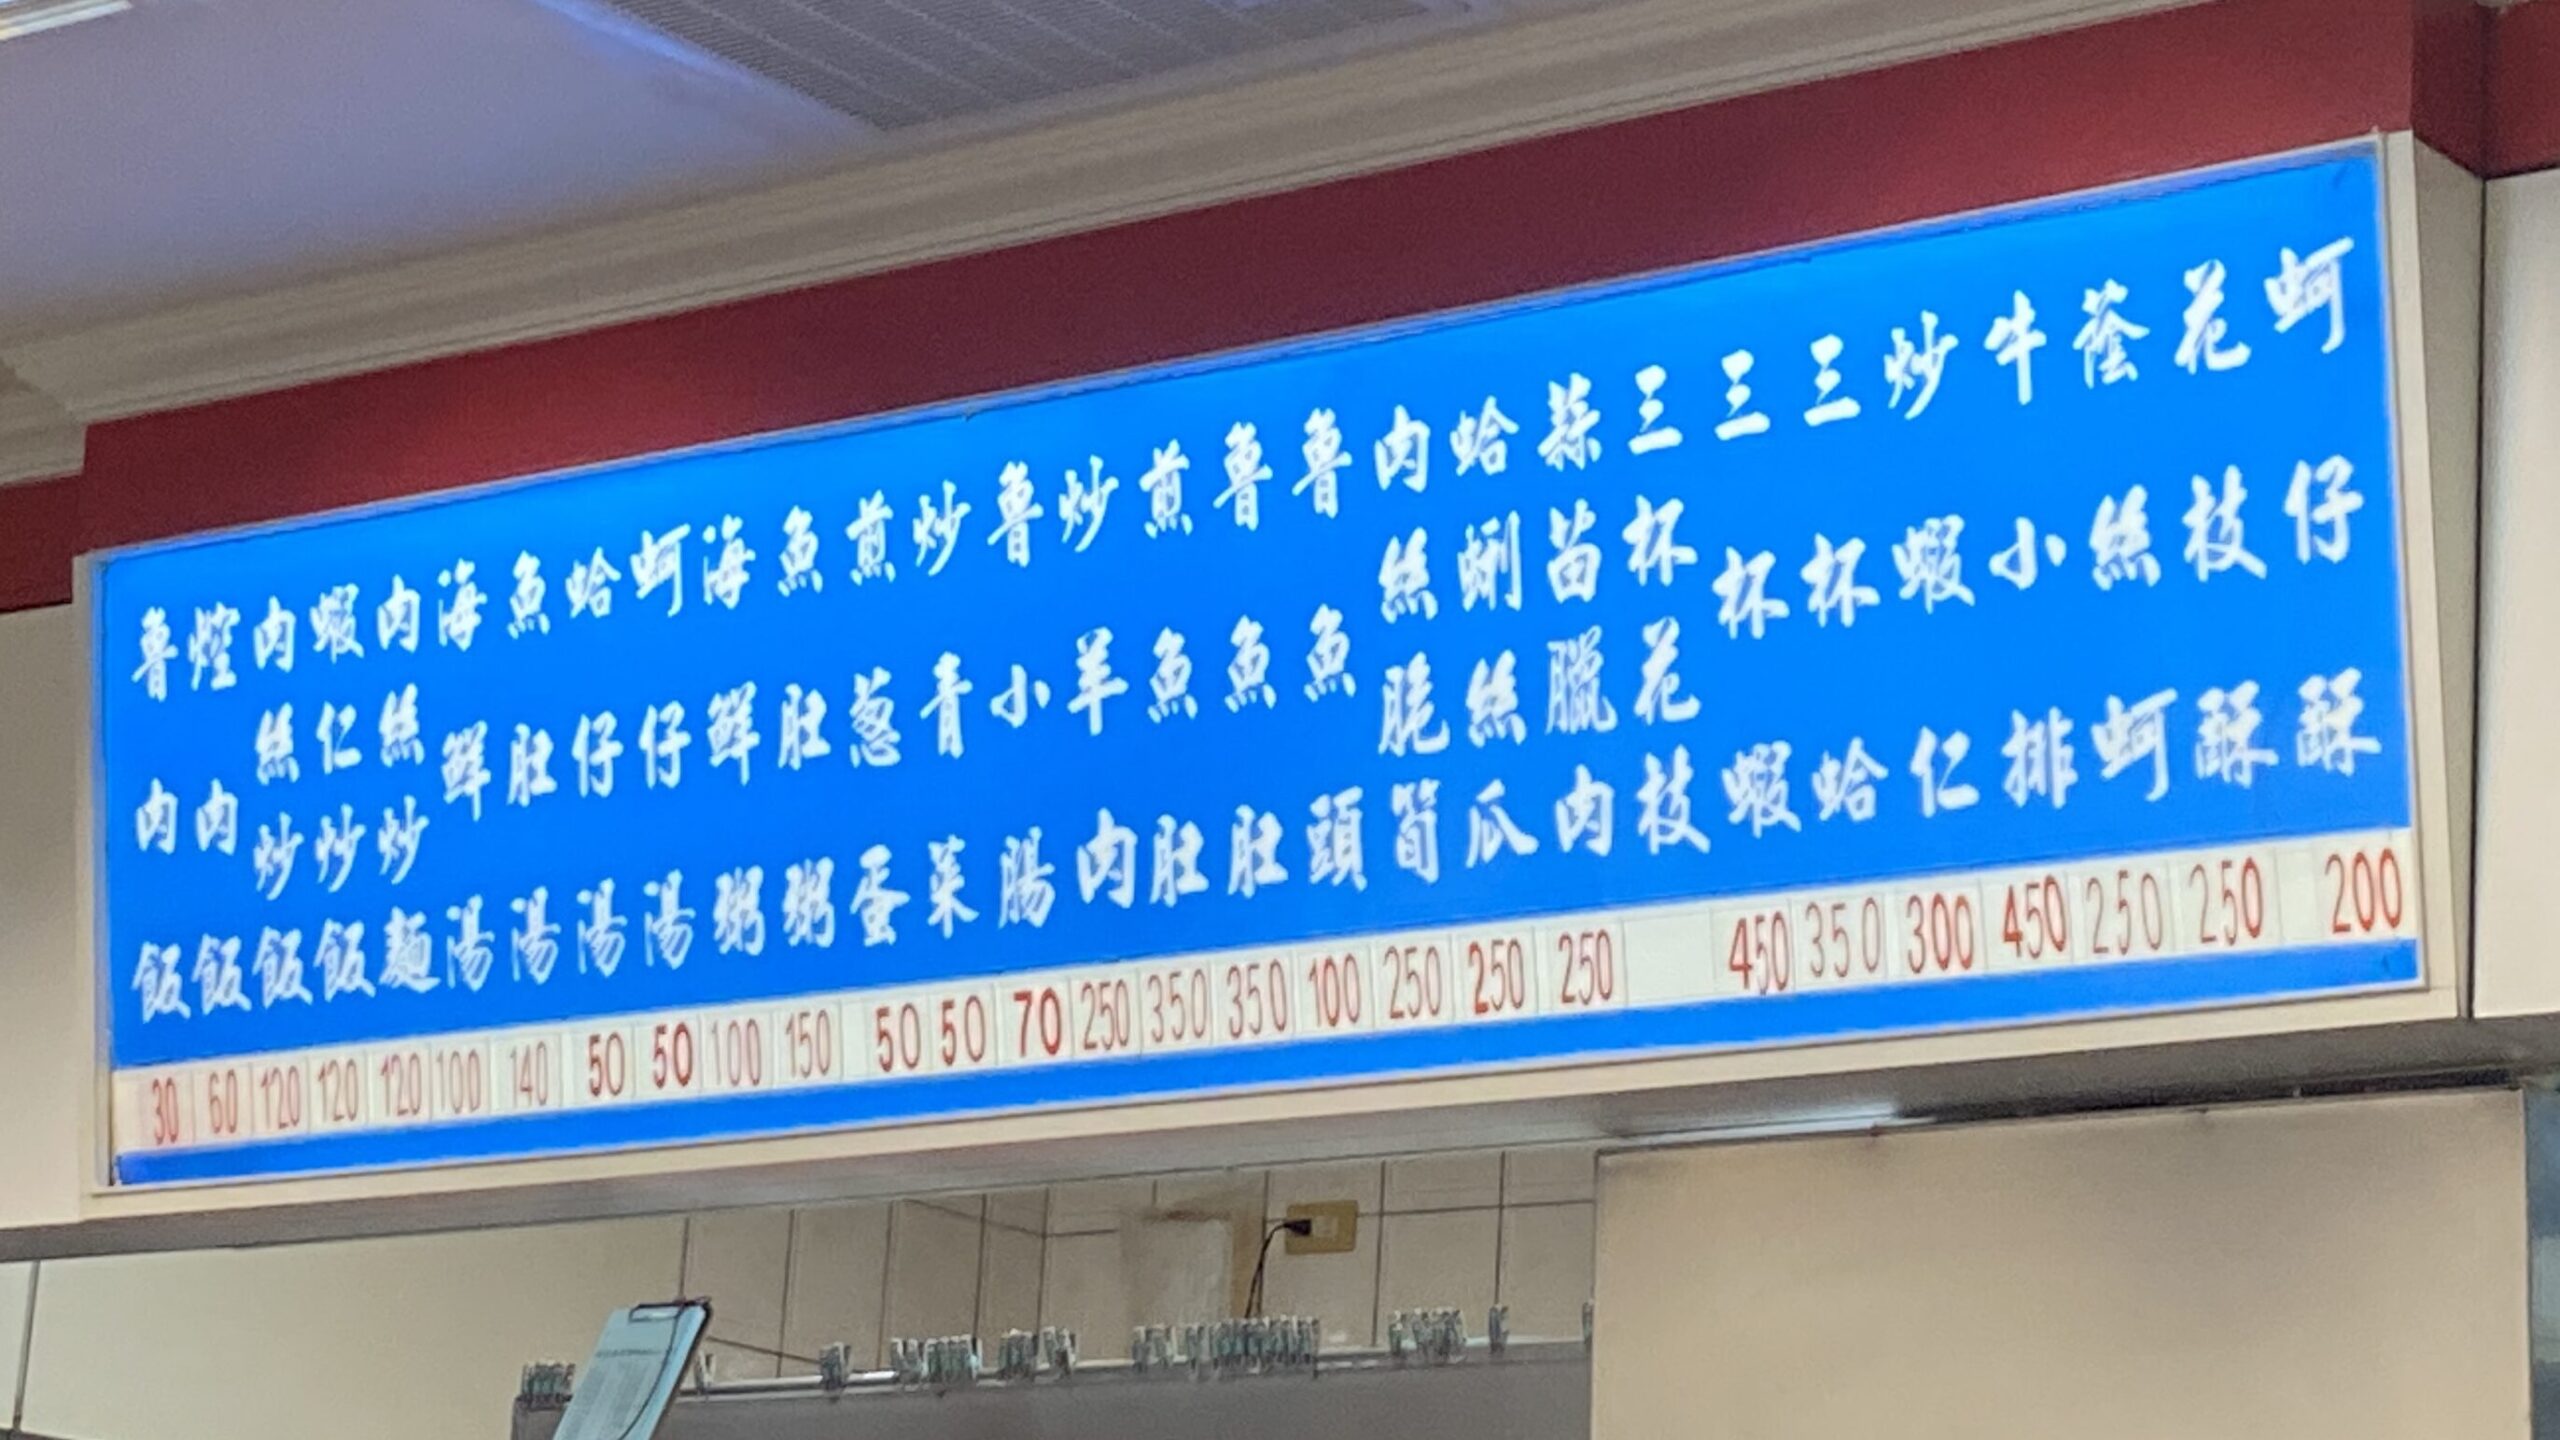 魯肉飯 30
焢肉飯 60
肉絲炒飯 120
蝦仁炒飯 120
肉絲炒麵 120
海鮮湯 100
魚肚湯 140
蛤仔湯 50
蚵仔湯 50
海鮮粥 100
魚肚粥 150
煎葱蛋 50
炒青菜 50
魯小腸 70
炒羊肉 250
煎魚肚 350
魯魚肚 350
魯魚頭 100
肉絲脆筍 250
蛤蜊絲瓜 250
蒜苗臘肉 250
三杯花枝
三杯蝦 450
三杯蛤 350
炒蝦仁 300
牛小排 450
蔭絲蚵 250
花枝酥 250
蚵仔酥 200